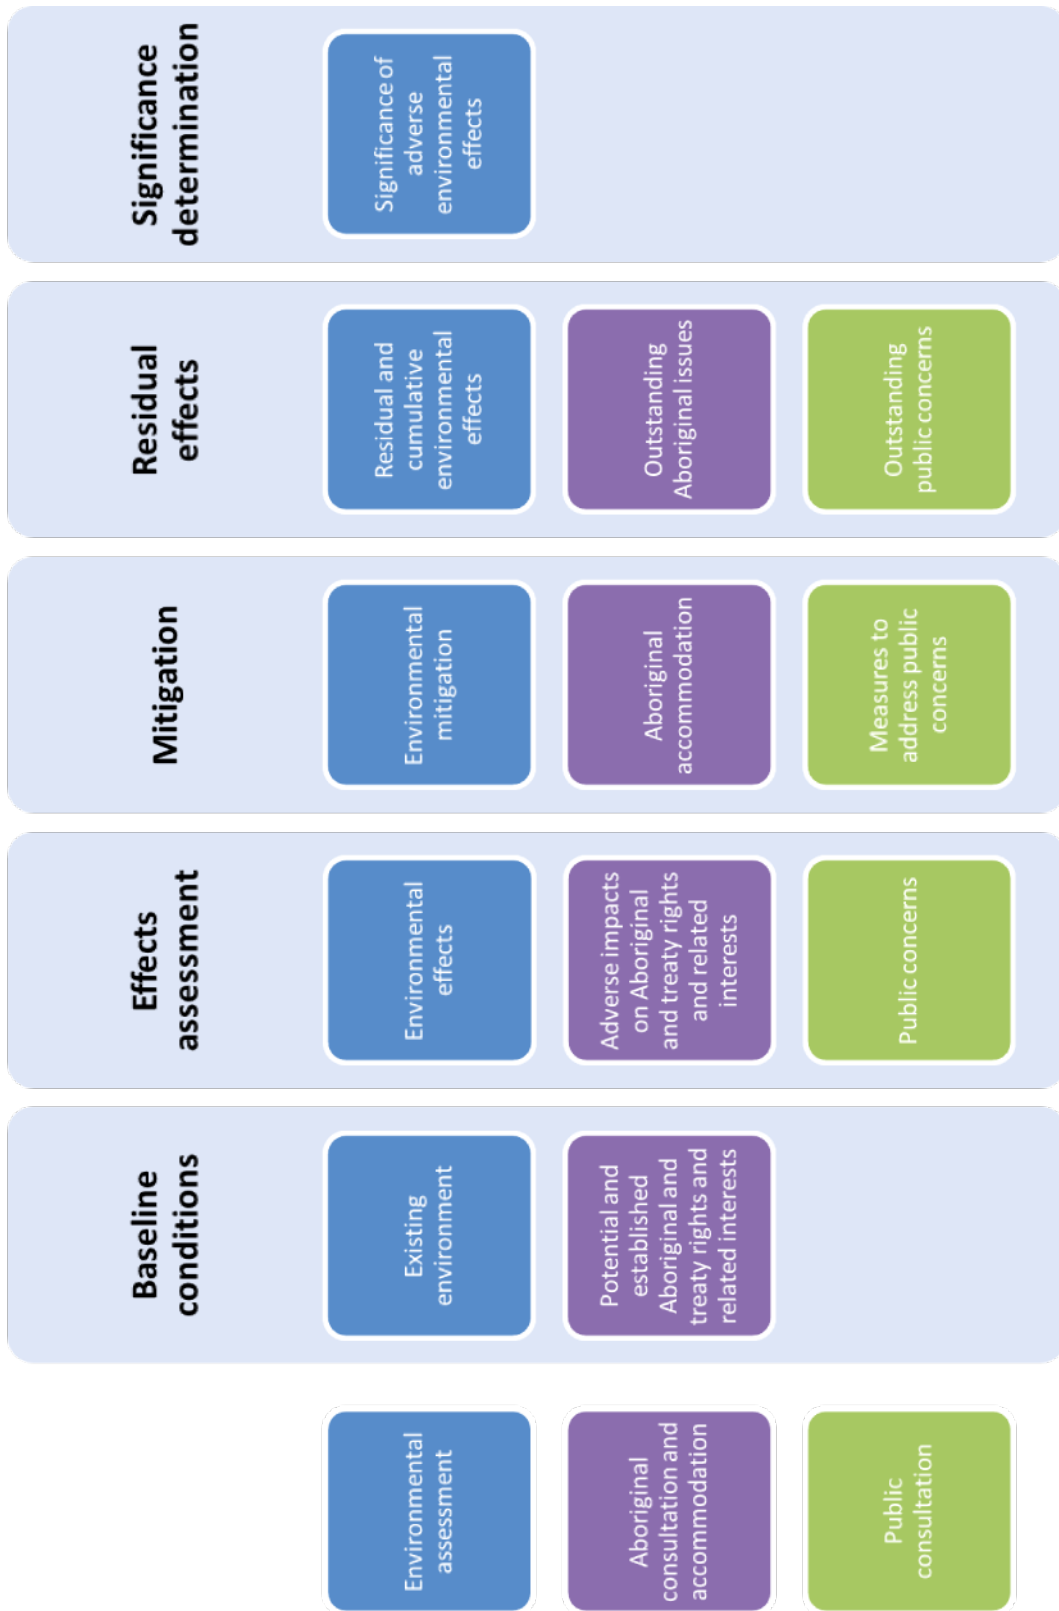 Baseline
conditions
Effects
assessment
Mitigation
Residual
effects
Significance
determination
Environmental
assessment
Existing
environment
Environmental
effects
Environmental
mitigation
Residual and
cumulative
environmental
effects
Significance of
adverse
environmental
effects
Aboriginal
consultation and
accommodation
Potential and
established
Aboriginal and
treaty rights and
related interests
Adverse impacts
on Aboriginal
and treaty rights
and related
interests
Aboriginal
accommodation
Outstanding
Aboriginal issues
Public
consultation
Public concerns
Measures to
address public
concerns
Outstanding
public concerns